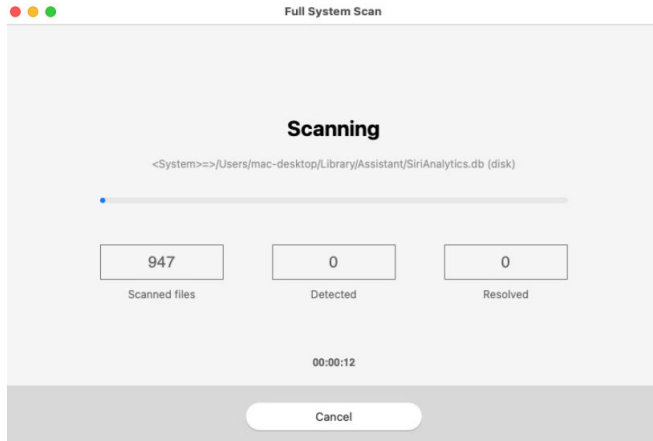 Full System Scan
Scanning
<System>=>/Users/mac-desktop/Library/Assistant/SiriAnalytics.db (disk)
947 0 0
Scanned files Detected Resolved
00:00:12
Cancel